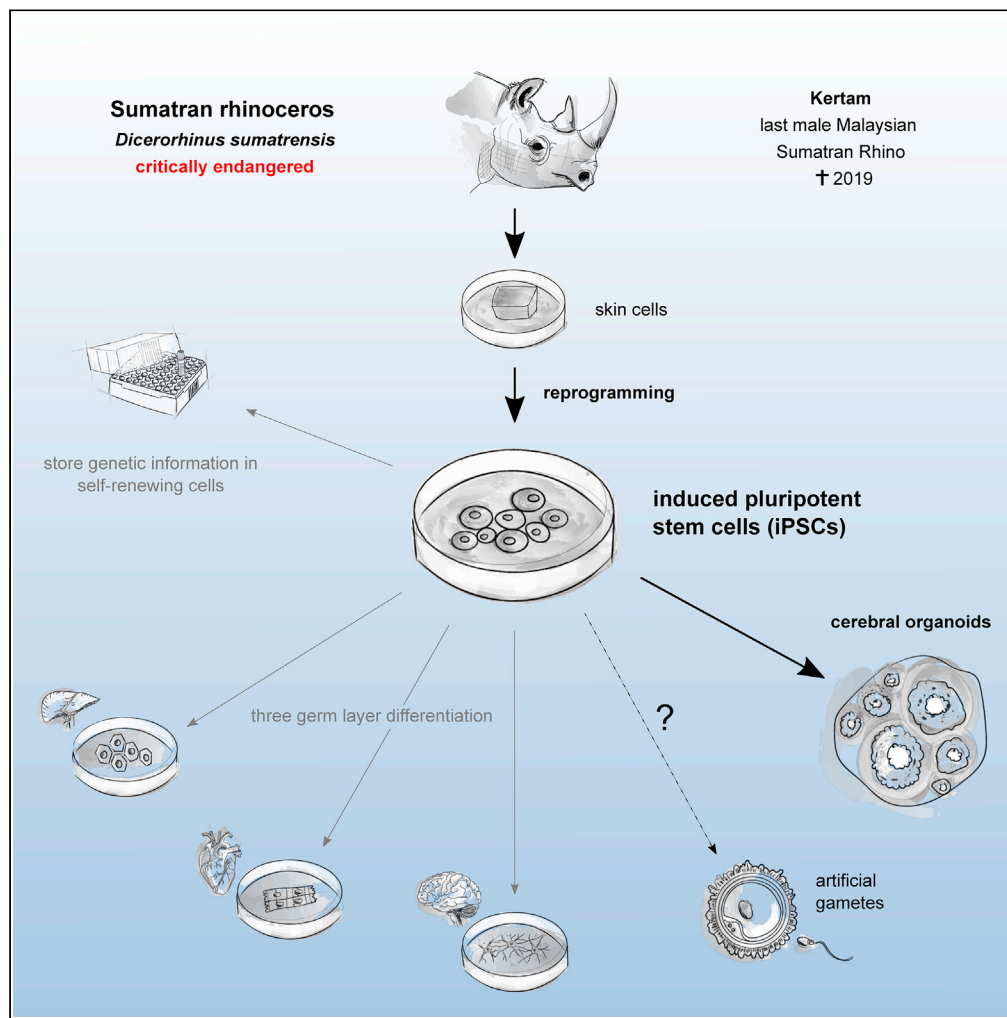 Sumatran rhinoceros
Dicerorhinus sumatrensis
critically endangered
Kertam
last male Malaysian
Sumatran Rhino
✝ 2019
skin cells
reprogramming
store genetic information in
self-renewing cells
induced pluripotent
stem cells (iPSCs)
cerebral organoids
three germ layer differentiation
?
artificial
gametes